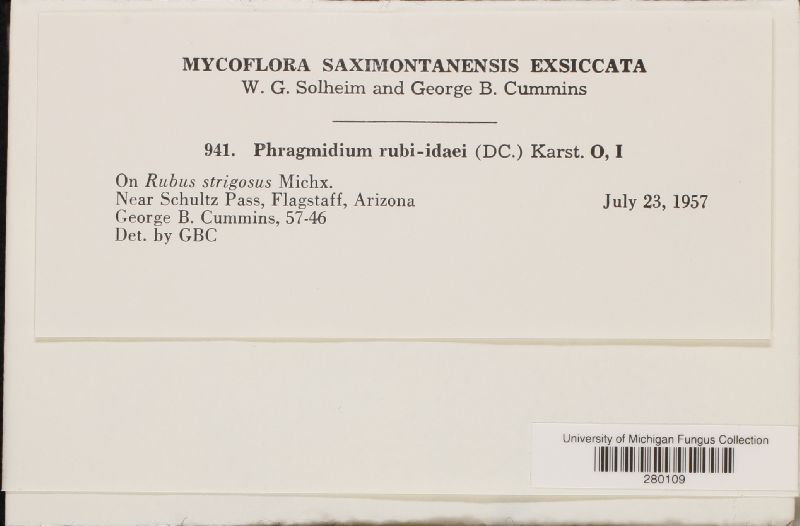 MYCOFLORA SAXIMONTANENSIS EXSICCATA
W. G. Solheim and George B. Cummins
941. Phragmidium rubi-idaei (DC.) Karst. O, I
On Rubus strigosus Michx.
Near Schultz Pass, Flagstaff, Arizona July 23, 1957
George B. Cummins, 57-46
Det. by GBC
University of Michigan Fungus Collection
280109